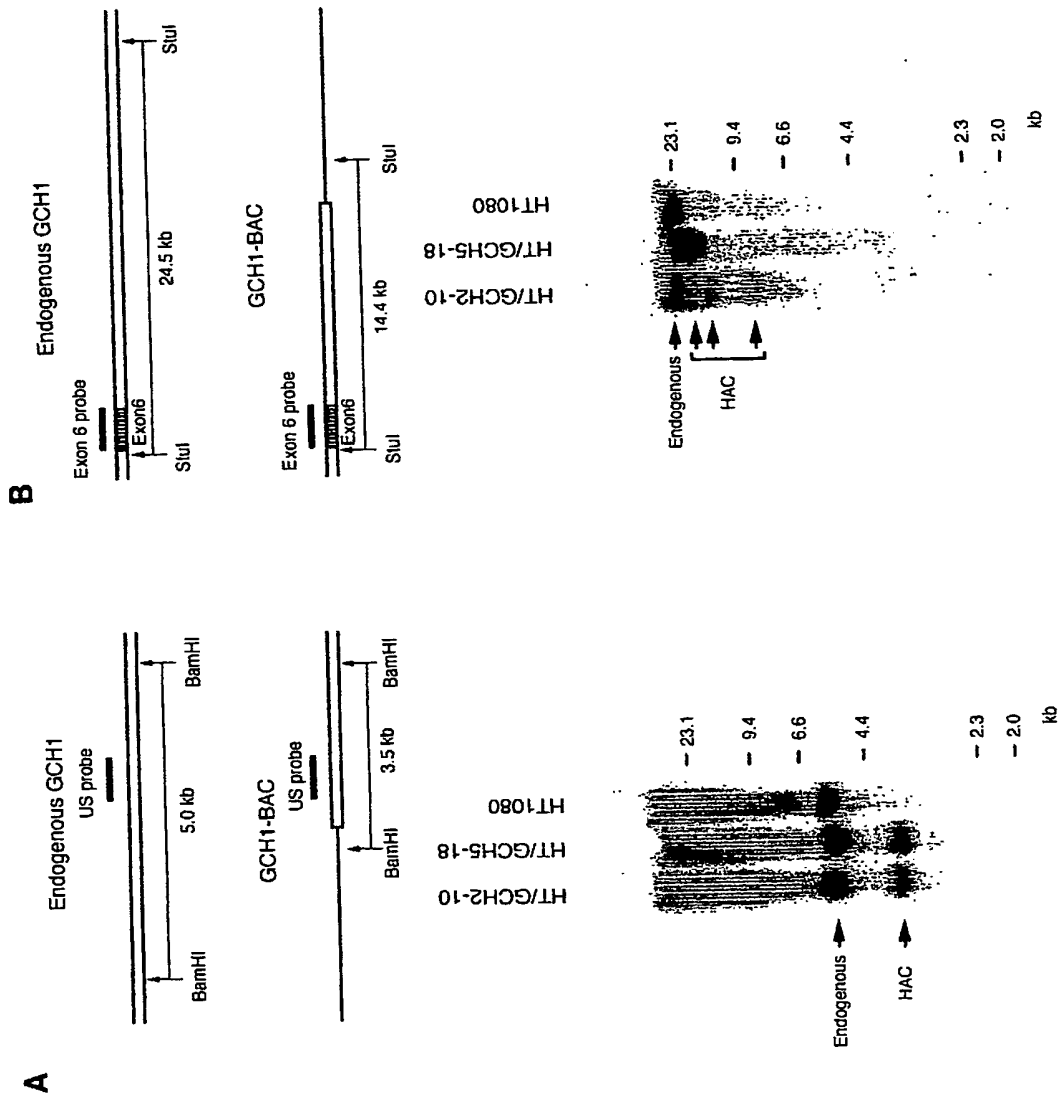 A
Endogenous GCH1
US probe
5.0 kb
BamHI
BamHI
GCH1-BAC
US probe
3.5 kb
BamHI
BamHI
HT/GCH2-10
HT/GCH5-18
HT1080
23.1
9.4
6.6
4.4
2.3
2.0
kb
Endogenous
HAC
B
Endogenous GCH1
Exon 6 probe
Exon6
24.5 kb
StuI
StuI
GCH1-BAC
Exon 6 probe
Exon6
14.4 kb
StuI
StuI
HT/GCH2-10
HT/GCH5-18
HT1080
23.1
9.4
6.6
4.4
2.3
2.0
kb
Endogenous
HAC